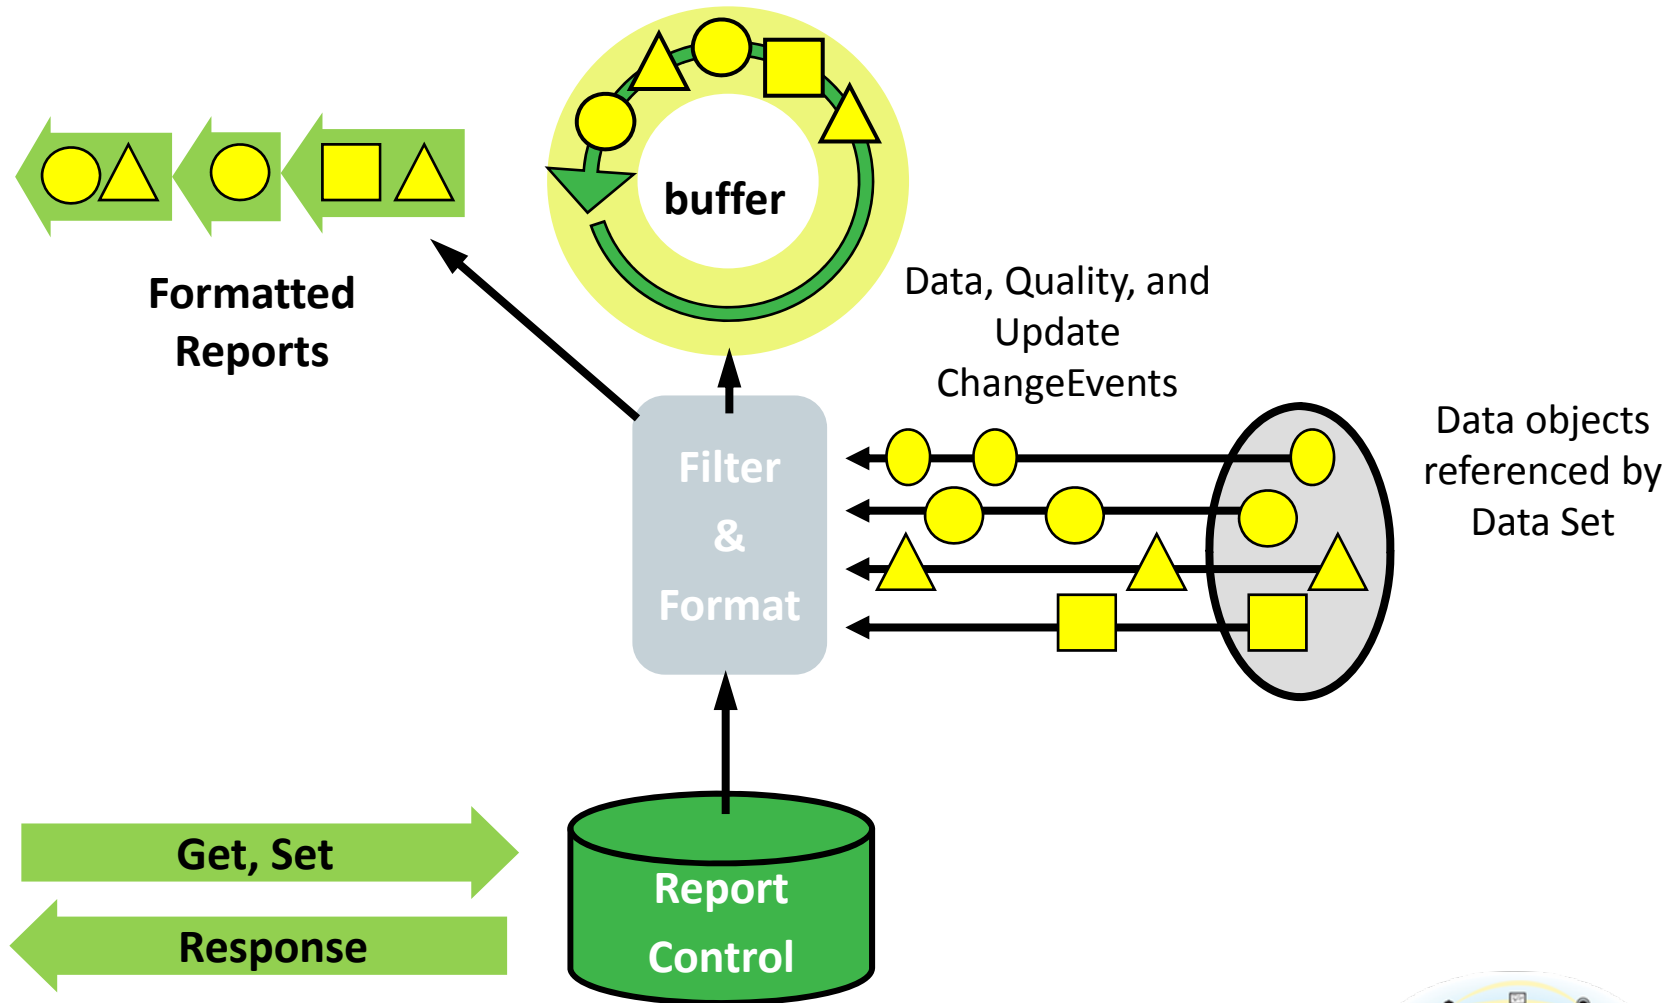 buffer
Formatted
Reports
Data, Quality, and
Update
ChangeEvents
Data objects
referenced by
Data Set
Filter
&
Format
Get, Set
Response
Report
Control